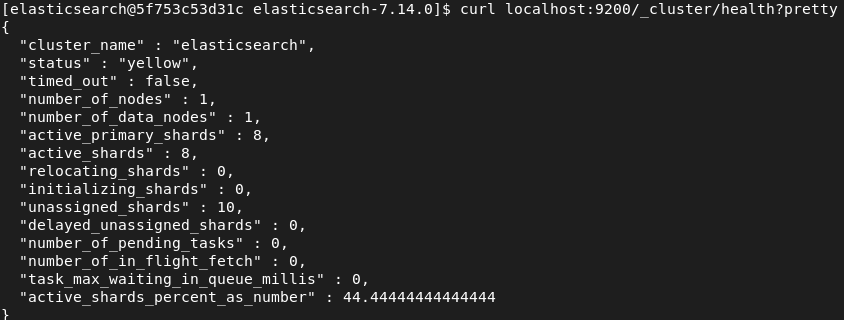 [elasticsearch@5f753c53d31c elasticsearch-7.14.0]$ curl localhost:9200/_cluster/health?pretty
{
  "cluster_name" : "elasticsearch",
  "status" : "yellow",
  "timed_out" : false,
  "number_of_nodes" : 1,
  "number_of_data_nodes" : 1,
  "active_primary_shards" : 8,
  "active_shards" : 8,
  "relocating_shards" : 0,
  "initializing_shards" : 0,
  "unassigned_shards" : 10,
  "delayed_unassigned_shards" : 0,
  "number_of_pending_tasks" : 0,
  "number_of_in_flight_fetch" : 0,
  "task_max_waiting_in_queue_millis" : 0,
  "active_shards_percent_as_number" : 44.44444444444444
}